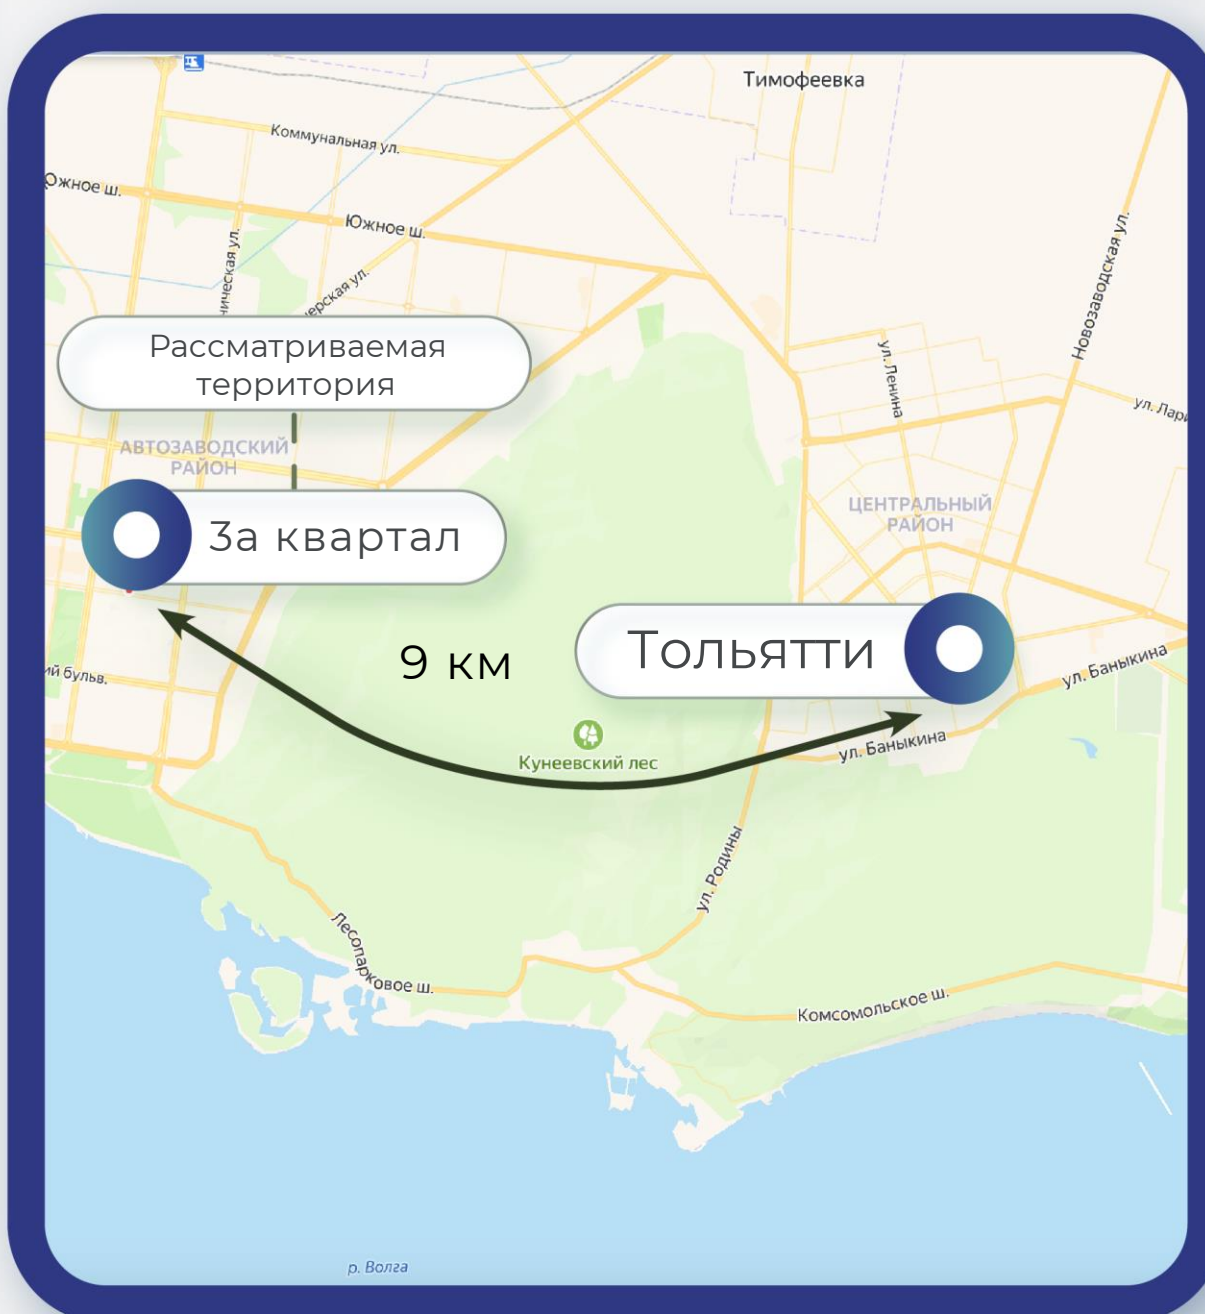 Тимофеевка
Коммунальная ул.
Южное ш.
Южное ш.
Новозаводская ул.
ул. Ленина
Рассматриваемая
территория
АВТОЗАВОДСКИЙ
РАЙОН
ЦЕНТРАЛЬНЫЙ
РАЙОН
3а квартал
Тольятти
9 км
ул. Баныкина
ул. Баныкина
Кунеевский лес
ул. Родины
Лесопарковое ш.
Комсомольское ш.
р. Волга